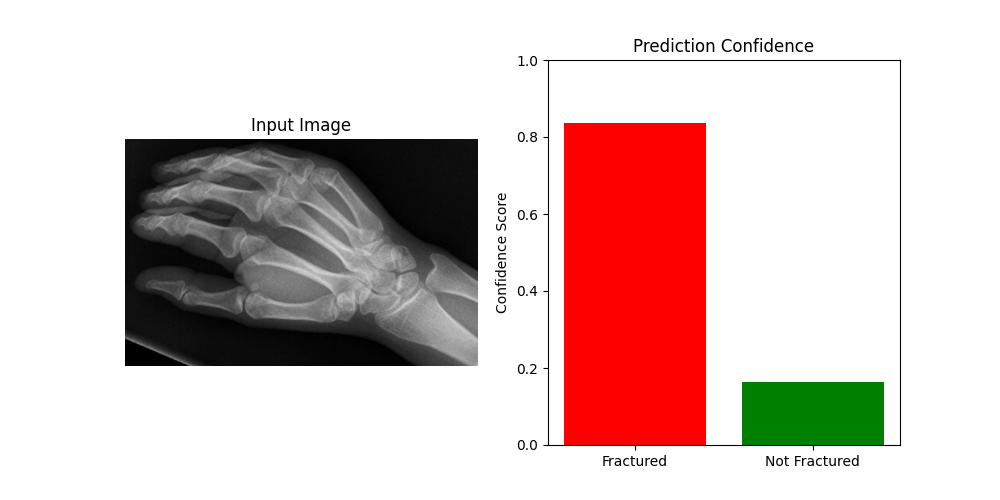 Input Image
Prediction Confidence
Confidence Score
1.0
0.8
0.6
0.4
0.2
0.0
Fractured
Not Fractured